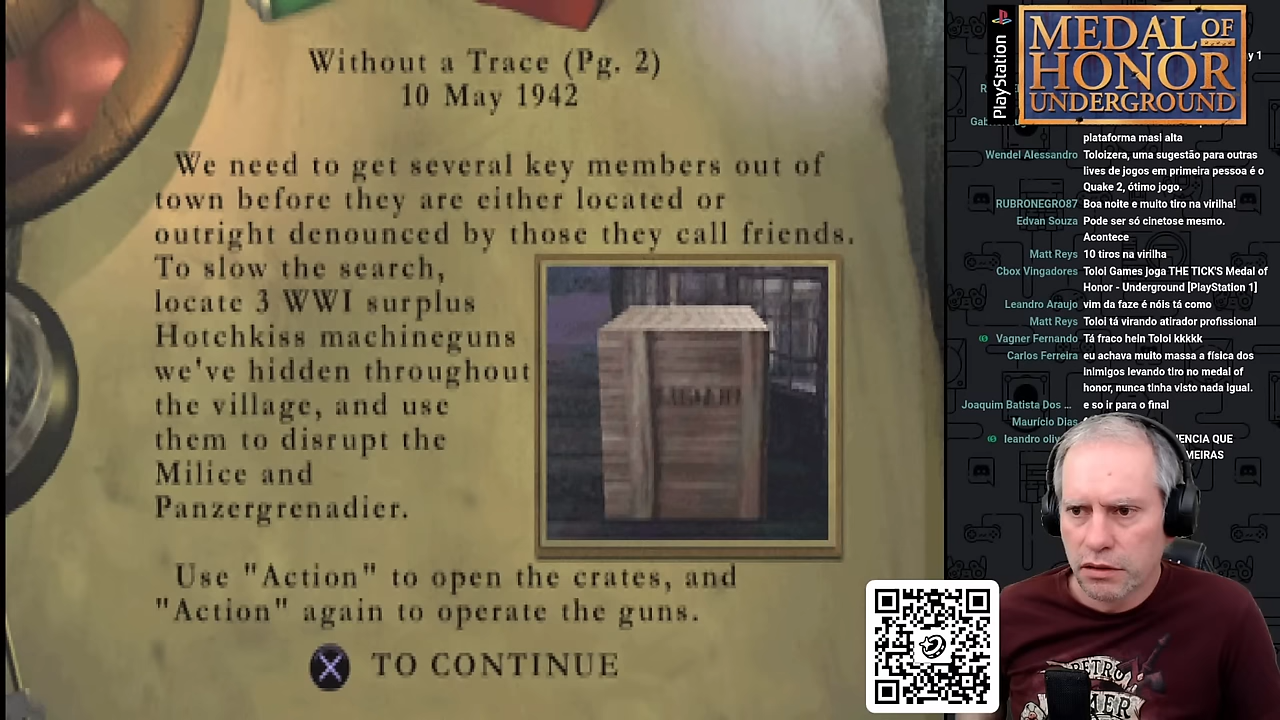 Without a Trace (Pg. 2)
10 May 1942
We need to get several key members out of
town before they are either located or
outright denounced by those they call friends.
To slow the search,
locate 3 WWI surplus
Hotchkiss machineguns
we've hidden throughout
the village, and use
them to disrupt the
Milice and
Panzergrenadier.
Use "Action" to open the crates, and
"Action" again to operate the guns.
TO CONTINUE
PlayStation
MEDAL OF
HONOR
UNDERGROUND
plataforma masi alta
Wendel Alessandro Toloizera, uma sugestão para outras
lives de jogos em primeira pessoa é o
Quake 2, ótimo jogo.
RUBRONEGRO87 Boa noite e muito tiro na virilha!
Edvan Souza Pode ser só cinetose mesmo.
Acontece
Matt Reys 10 tiros na virilha
Cbox Vingadores Toloi Games joga THE TICK'S Medal of
Honor - Underground [PlayStation 1]
Leandro Araujo vim da faze é nóis tá como
Matt Reys Toloi tá virando atirador profissional
Vagner Fernando Tá fraco hein Toloi kkkkk
Carlos Ferreira eu achava muito massa a física dos
inimigos levando tiro no medal of
honor, nunca tinha visto nada igual.
Joaquim Batista Dos ... e so ir para o final
Maurício Dias
leandro
RETRO